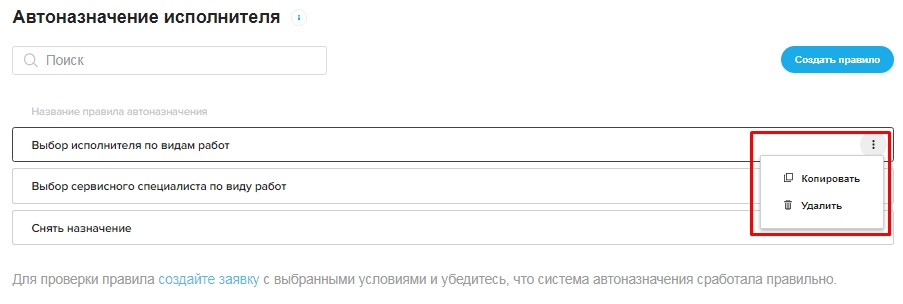 Автоназначение исполнителя
Поиск
Создать правило
Название правила автоназначения
Выбор исполнителя по видам работ
Копировать
Выбор сервисного специалиста по виду работ
Удалить
Снять назначение
Для проверки правила создайте заявку с выбранными условиями и убедитесь, что система автоназначения сработала правильно.